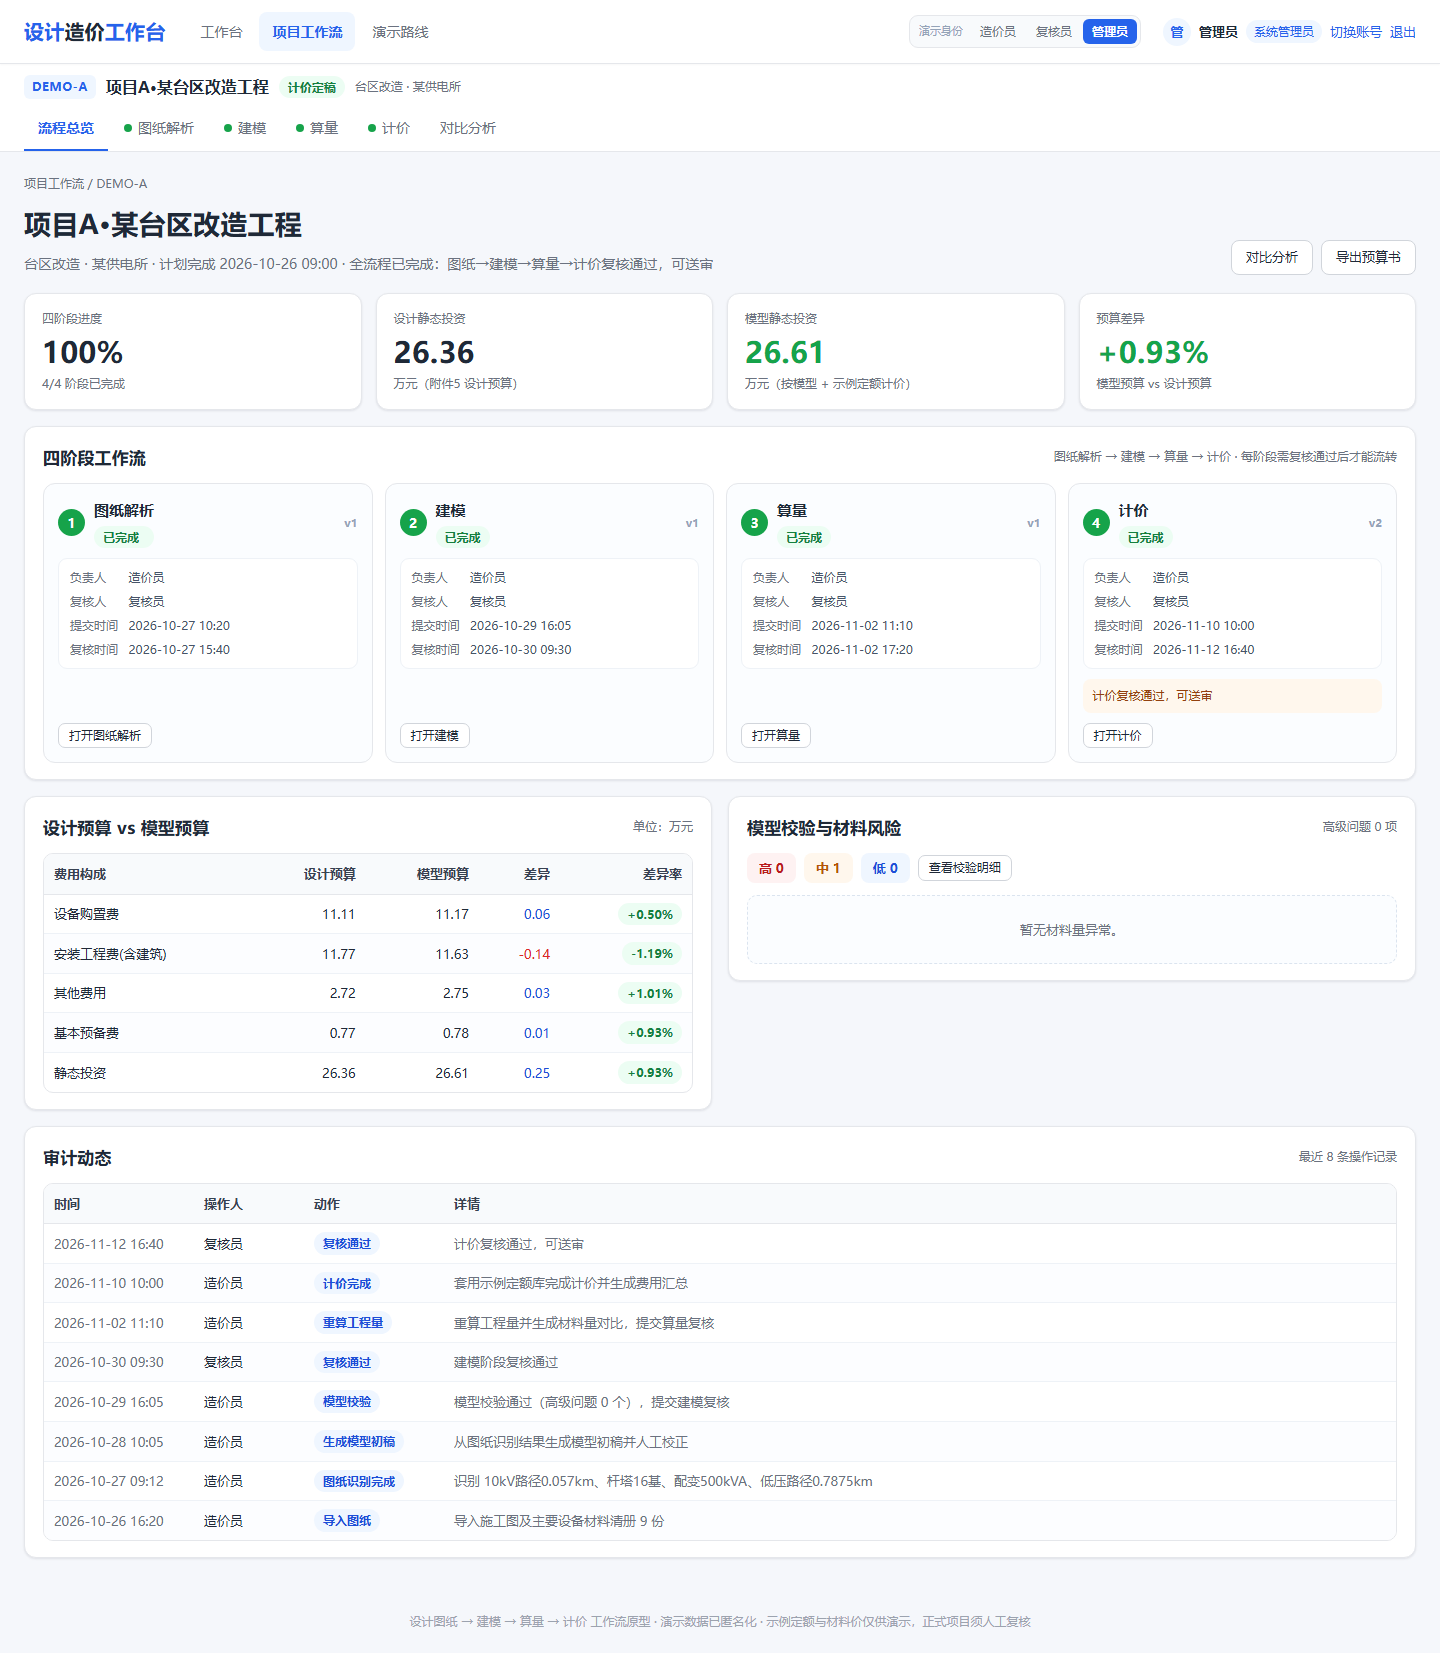 设计造价工作台 工作台 项目工作流 演示路线 演示身份 造价员 复核员 管理员 管 管理员 系统管理员 切换账号 退出
DEMO-A 项目A•某台区改造工程 计价定稿 台区改造 · 某供电所
流程总览 图纸解析 建模 算量 计价 对比分析
项目工作流 / DEMO-A
项目A•某台区改造工程
台区改造 · 某供电所 · 计划完成 2026-10-26 09:00 · 全流程已完成：图纸→建模→算量→计价复核通过，可送审
对比分析 导出预算书
四阶段进度
100%
4/4 阶段已完成
设计静态投资
26.36
万元（附件5 设计预算）
模型静态投资
26.61
万元（按模型 + 示例定额计价）
预算差异
+0.93%
模型预算 vs 设计预算
四阶段工作流
图纸解析 → 建模 → 算量 → 计价 · 每阶段需复核通过后才能流转
1 图纸解析 v1
已完成
负责人 造价员
复核人 复核员
提交时间 2026-10-27 10:20
复核时间 2026-10-27 15:40
打开图纸解析
2 建模 v1
已完成
负责人 造价员
复核人 复核员
提交时间 2026-10-29 16:05
复核时间 2026-10-30 09:30
打开建模
3 算量 v1
已完成
负责人 造价员
复核人 复核员
提交时间 2026-11-02 11:10
复核时间 2026-11-02 17:20
打开算量
4 计价 v2
已完成
负责人 造价员
复核人 复核员
提交时间 2026-11-10 10:00
复核时间 2026-11-12 16:40
计价复核通过，可送审
打开计价
设计预算 vs 模型预算 单位：万元
费用构成 设计预算 模型预算 差异 差异率
设备购置费 11.11 11.17 0.06 +0.50%
安装工程费(含建筑) 11.77 11.63 -0.14 -1.19%
其他费用 2.72 2.75 0.03 +1.01%
基本预备费 0.77 0.78 0.01 +0.93%
静态投资 26.36 26.61 0.25 +0.93%
模型校验与材料风险 高级问题 0 项
高 0 中 1 低 0 查看校验明细
暂无材料量异常。
审计动态 最近 8 条操作记录
时间 操作人 动作 详情
2026-11-12 16:40 复核员 复核通过 计价复核通过，可送审
2026-11-10 10:00 造价员 计价完成 套用示例定额库完成计价并生成费用汇总
2026-11-02 11:10 造价员 重算工程量 重算工程量并生成材料量对比，提交算量复核
2026-10-30 09:30 复核员 复核通过 建模阶段复核通过
2026-10-29 16:05 造价员 模型校验 模型校验通过（高级问题 0 个），提交建模复核
2026-10-28 10:05 造价员 生成模型初稿 从图纸识别结果生成模型初稿并人工校正
2026-10-27 09:12 造价员 图纸识别完成 识别 10kV路径0.057km、杆塔16基、配变500kVA、低压路径0.7875km
2026-10-26 16:20 造价员 导入图纸 导入施工图及主要设备材料清册 9 份
设计图纸 → 建模 → 算量 → 计价 工作流原型 · 演示数据已匿名化 · 示例定额与材料价仅供演示，正式项目须人工复核